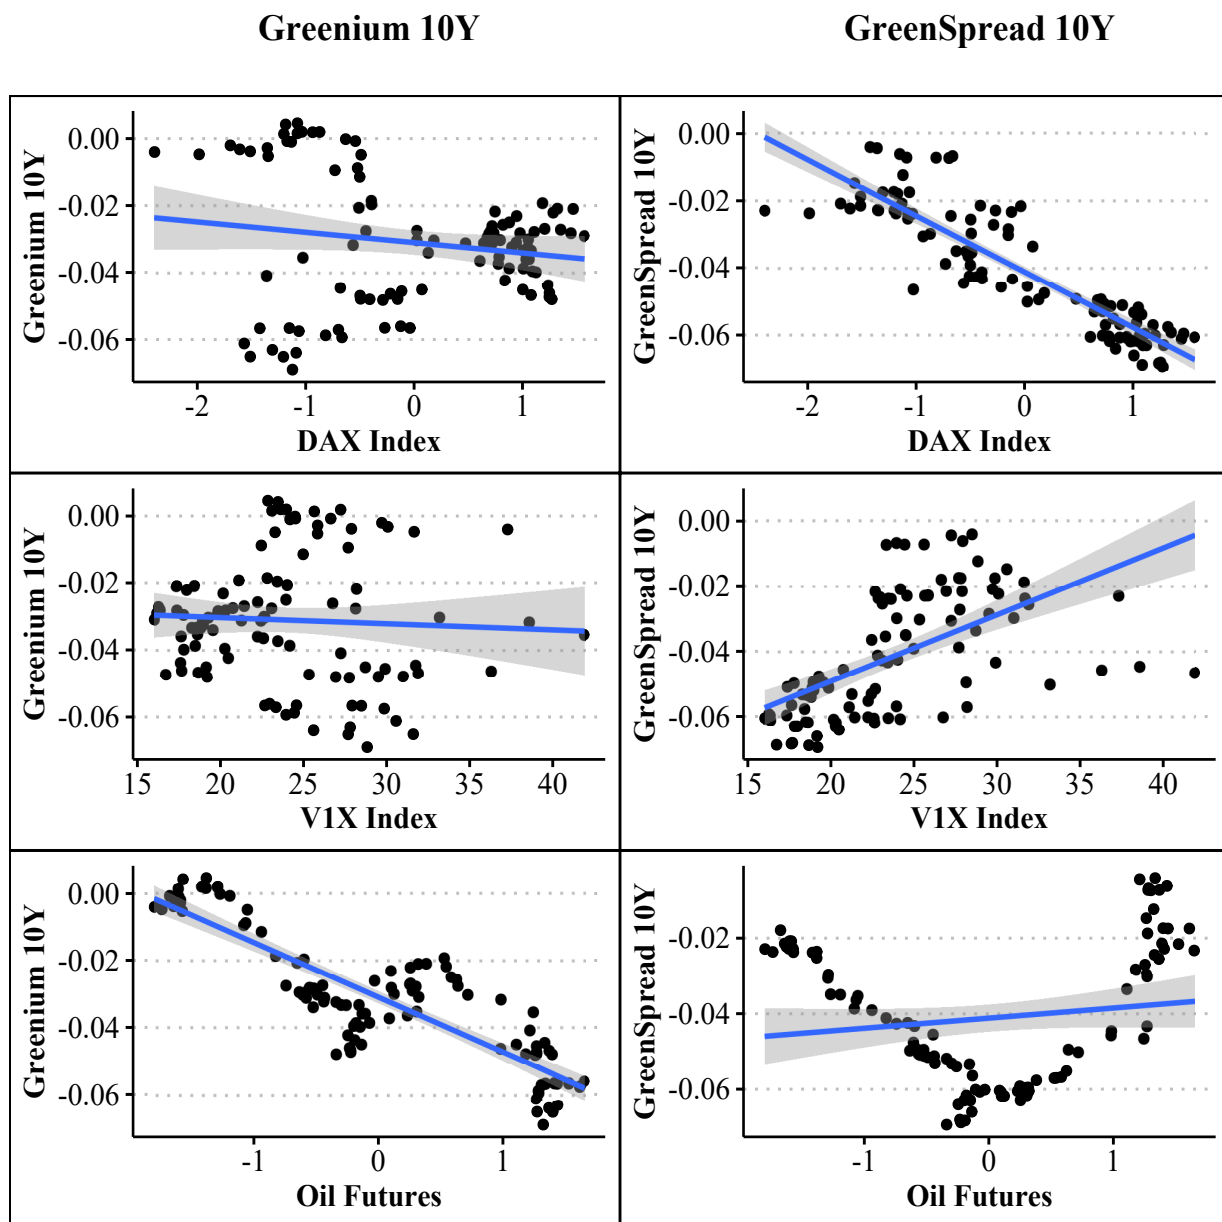 Greenium 10Y GreenSpread 10Y
Greenium 10Y
0.00
-0.02
-0.04
-0.06
-2 -1 0 1
DAX Index
GreenSpread 10Y
0.00
-0.02
-0.04
-0.06
-2 -1 0 1
DAX Index
Greenium 10Y
0.00
-0.02
-0.04
-0.06
15 20 25 30 35 40
V1X Index
GreenSpread 10Y
0.00
-0.02
-0.04
-0.06
15 20 25 30 35 40
V1X Index
Greenium 10Y
0.00
-0.02
-0.04
-0.06
-1 0 1
Oil Futures
GreenSpread 10Y
-0.02
-0.04
-0.06
-1 0 1
Oil Futures